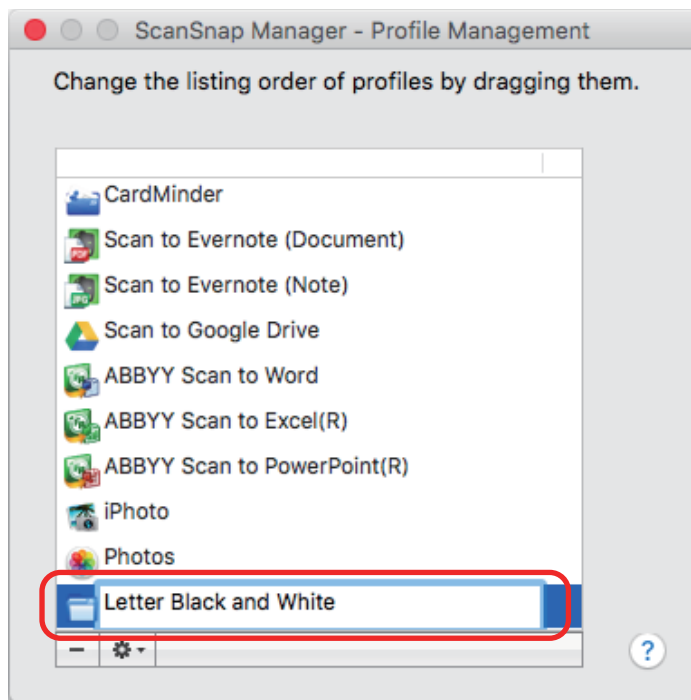 ScanSnap Manager - Profile Management
Change the listing order of profiles by dragging them.
CardMinder
Scan to Evernote (Document)
Scan to Evernote (Note)
Scan to Google Drive
ABBYY Scan to Word
ABBYY Scan to Excel(R)
ABBYY Scan to PowerPoint(R)
iPhoto
Photos
Letter Black and White
?